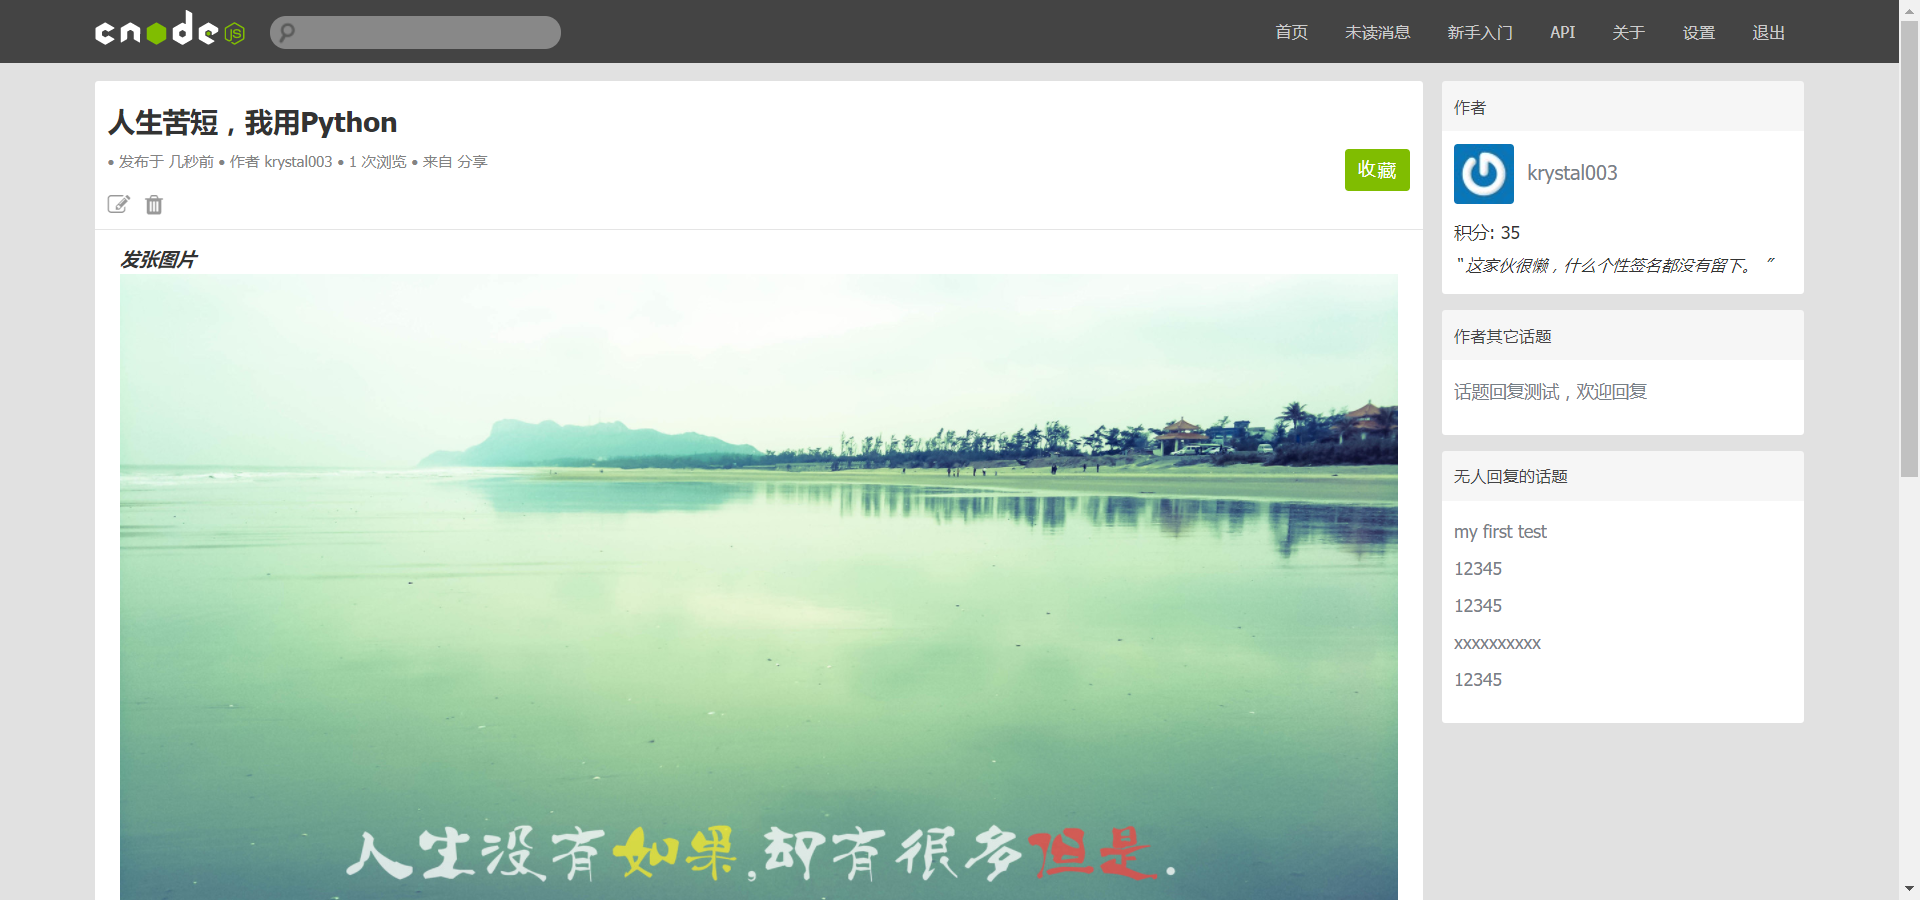 cnode JS
首页 未读消息 新手入门 API 关于 设置 退出
人生苦短，我用Python
• 发布于 几秒前 • 作者 krystal003 • 1 次浏览 • 来自 分享
收藏
发张图片
人生没有如果,却有很多但是.
作者
krystal003
积分: 35
“ 这家伙很懒，什么个性签名都没有留下。 ”
作者其它话题
话题回复测试，欢迎回复
无人回复的话题
my first test
12345
12345
xxxxxxxxxx
12345